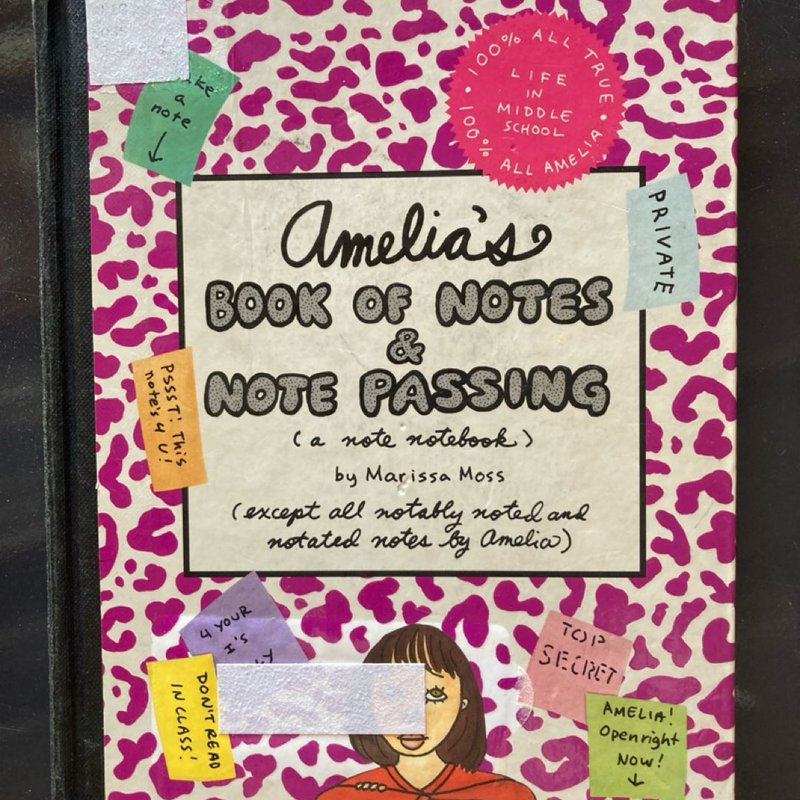 a
note
100% ALL TRUE
100% ALL AMELIA
LIFE
IN
MIDDLE
SCHOOL
PRIVATE
Amelia's
BOOK OF NOTES
&
NOTE PASSING
(a note notebook)
by Marissa Moss
(except all notably noted and
notated notes by Amelia)
PSSST! This
note's 4 U!
4 YOUR
I'S
DON'T READ
IN CLASS!
TOP
SECRET
AMELIA!
Open right
Now!